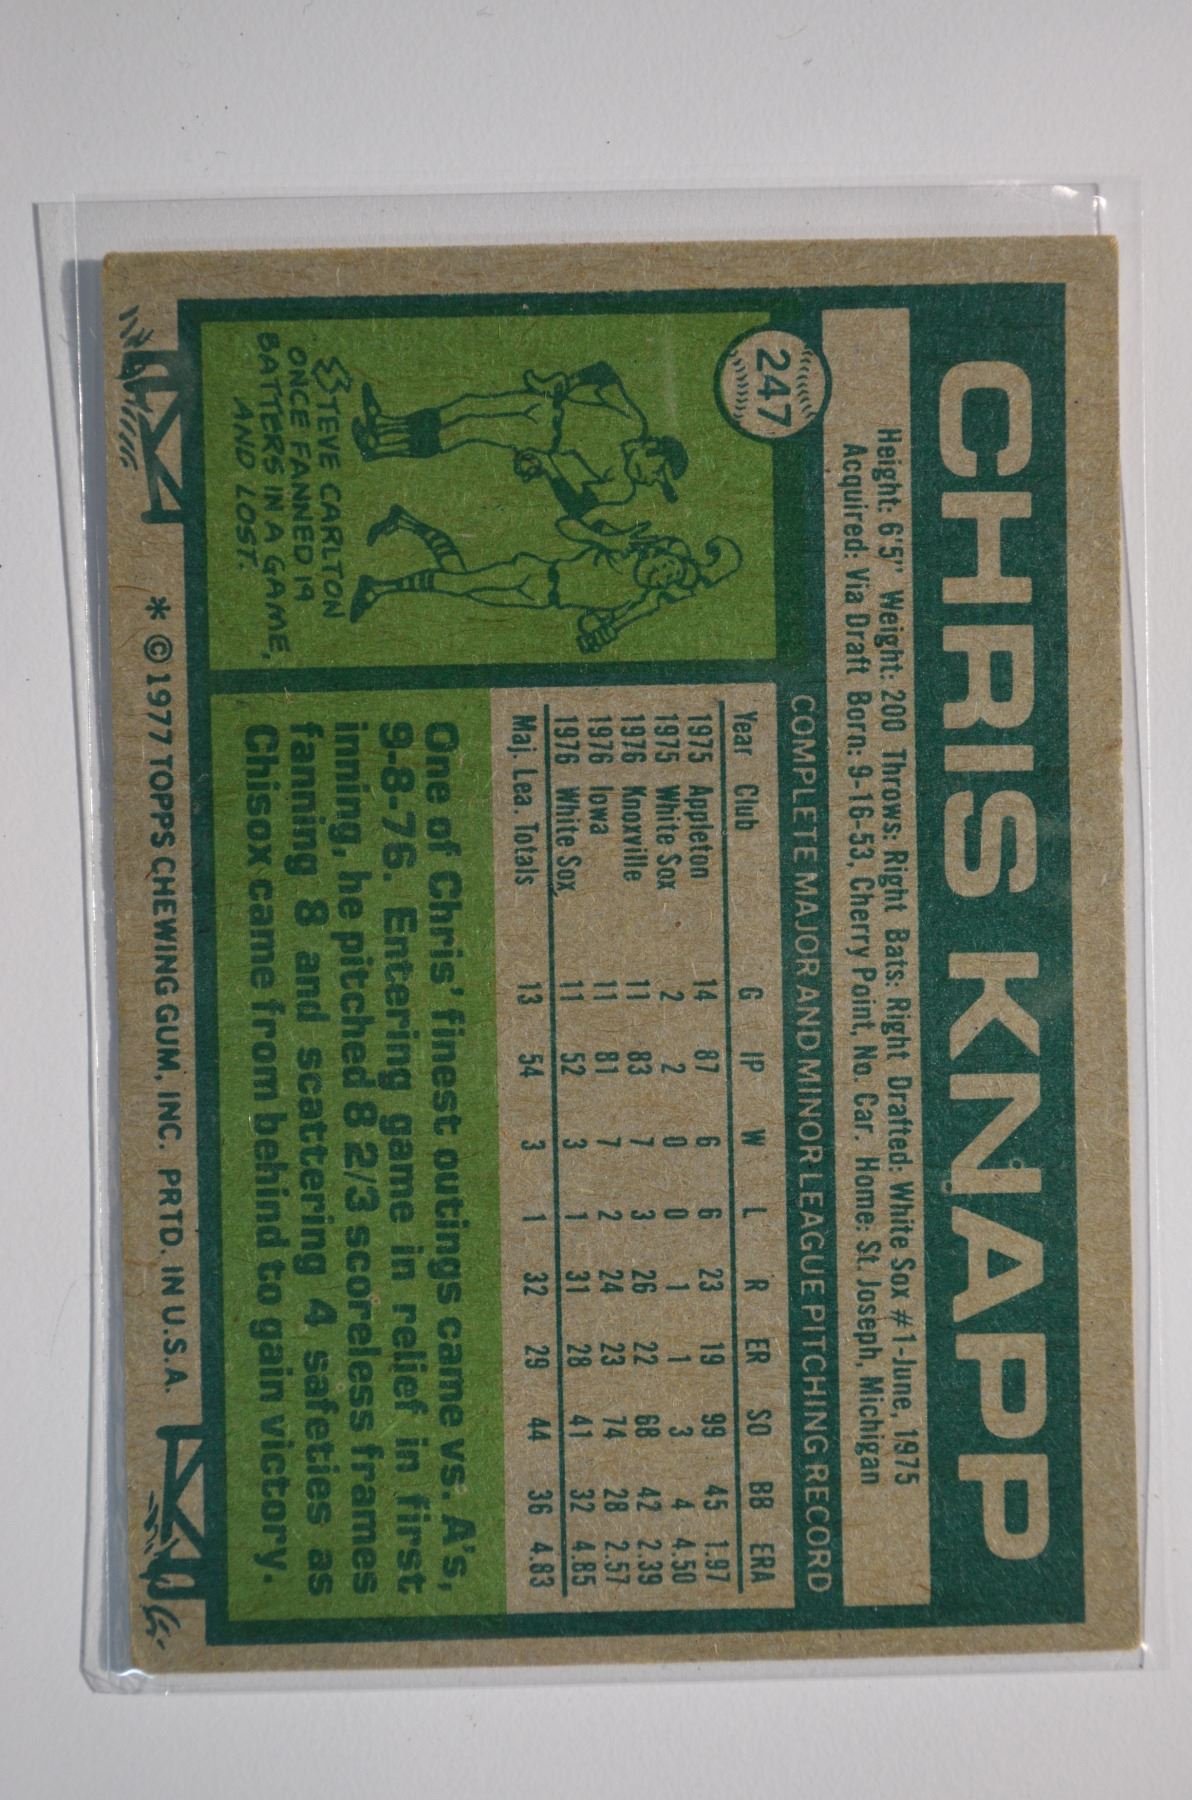 247
CHRIS KNAPP
Height: 6'5" Weight: 200 Throws: Right Bats: Right Drafted: White Sox #1-June, 1975
Acquired: Via Draft Born: 9-16-53, Cherry Point, No. Car. Home: St. Joseph, Michigan
COMPLETE MAJOR AND MINOR LEAGUE PITCHING RECORD
Year Club G IP W L R ER SO BB ERA
1975 Appleton 14 87 6 6 23 19 99 45 1.97
1975 White Sox 2 2 0 0 1 1 3 4 4.50
1976 Knoxville 11 83 7 3 26 22 68 42 2.39
1976 Iowa 11 81 7 2 24 23 74 28 2.57
1976 White Sox 11 52 3 1 31 28 41 32 4.85
Maj. Lea. Totals 13 54 3 1 32 29 44 36 4.83
STEVE CARLTON
ONCE FANNED 19
BATTERS IN A GAME,
AND LOST.
One of Chris' finest outings came vs. A's,
9-8-76. Entering game in relief in first
inning, he pitched 8 2/3 scoreless frames
fanning 8 and scattering 4 safeties as
Chisox came from behind to gain victory.
* © 1977 TOPPS CHEWING GUM, INC. PRTD. IN U.S.A.